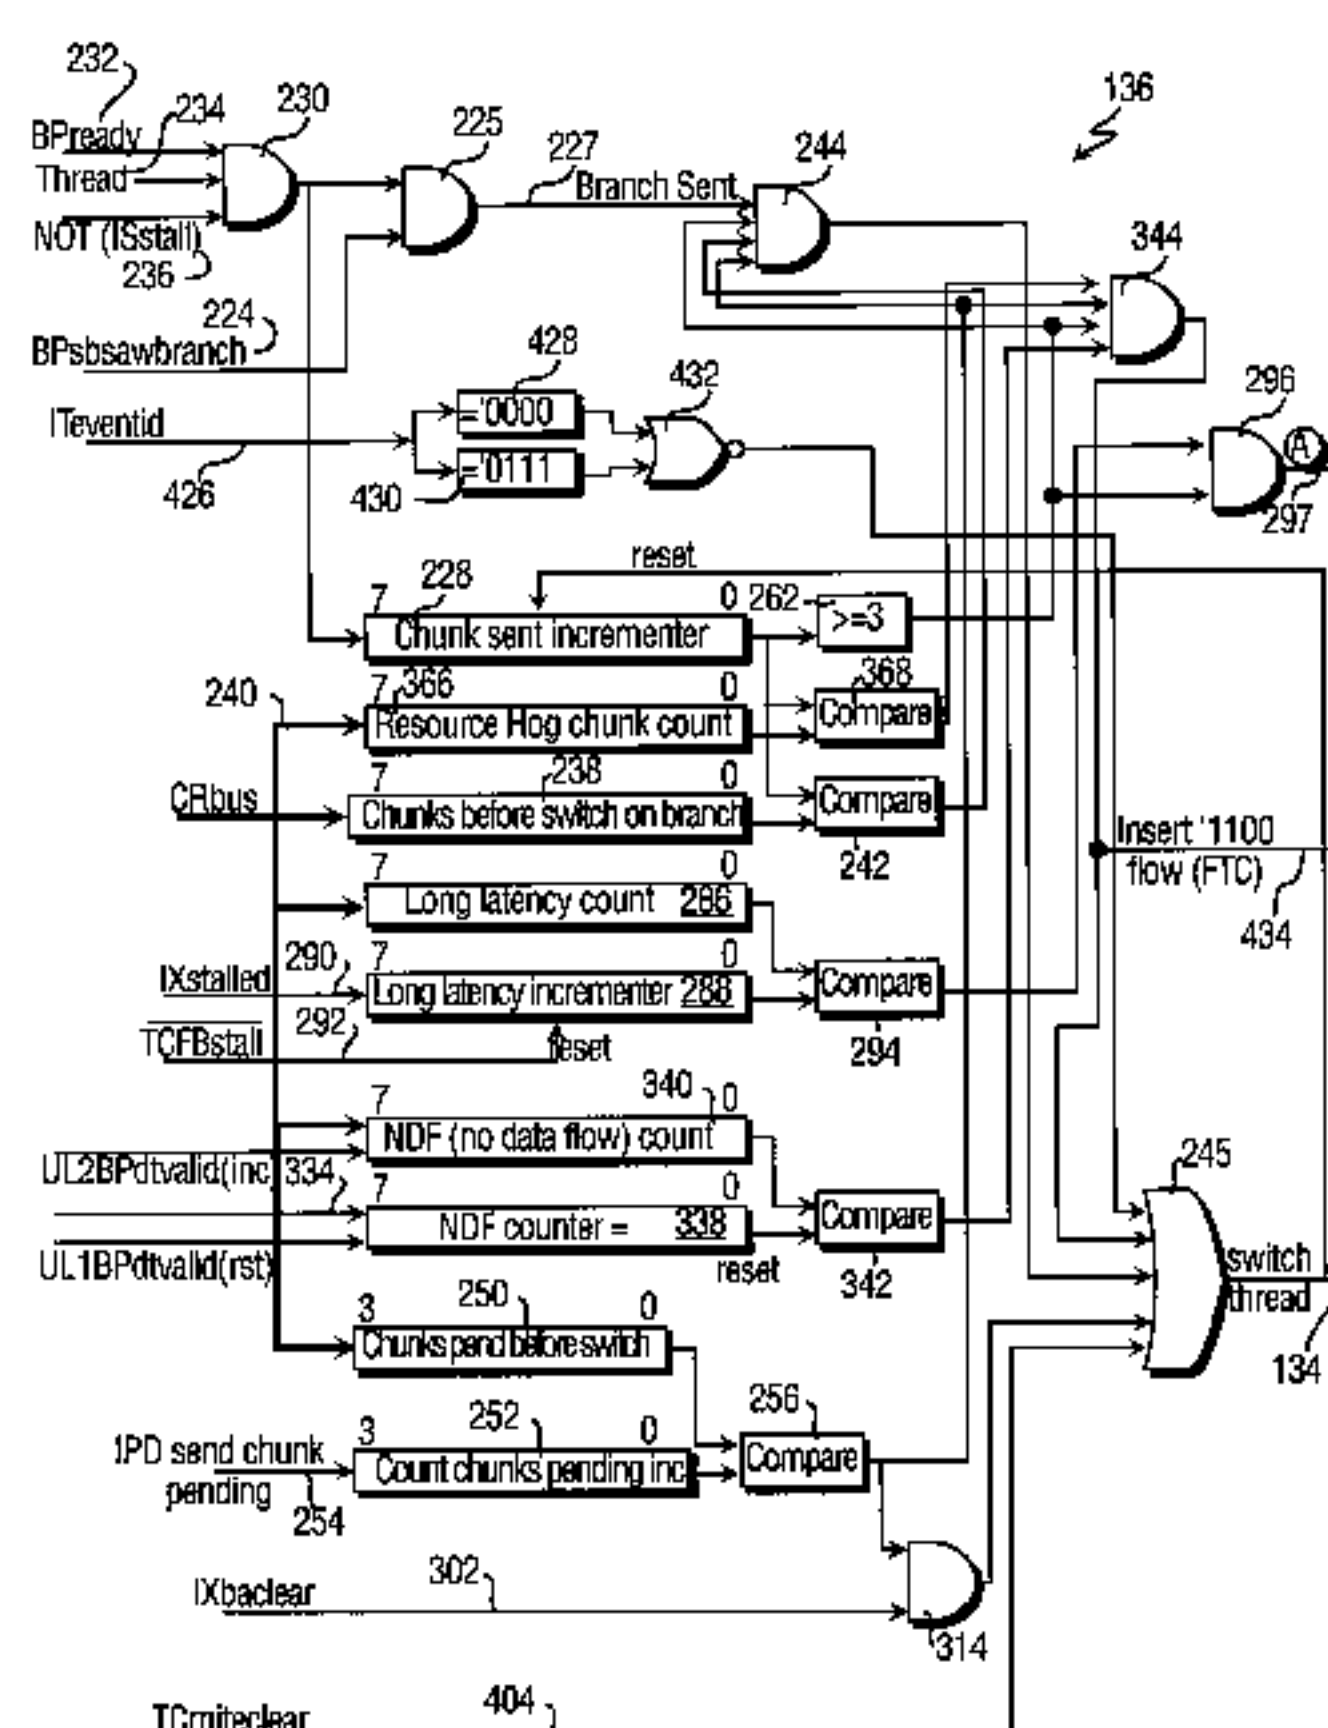 232
234
230
225
227
136
244
BPready
Thread
Branch Sent
NOT (ISstall)
236
344
224
BPsbsawbranch
428
432
296
ITeventid
='0000
='0111
A
426
430
297
reset
7 228 0 262
Chunk sent incrementer
>=3
240
7 366 0 368
Resource Hog chunk count
Compare
7 238 0
CRbus
Chunks before switch on branch
Compare
242
Insert '1100
flow (FTC)
434
7 0
Long latency count 286
290 7 0
IXstalled
Long latency incrementer 288
Compare
294
292
TCFBstall
reset
340
7 0
NDF (no data flow) count
UL2BPdtvalid(inc)
334
7 0
NDF counter = 338
Compare
342
UL1BPdtvalid(rst)
reset
245
switch
thread
134
3 250 0
Chunks pend before switch
256
3 252 0
IPD send chunk
pending
Count chunks pending inc
Compare
254
302
IXbaclear
314
404
TCmiteclear